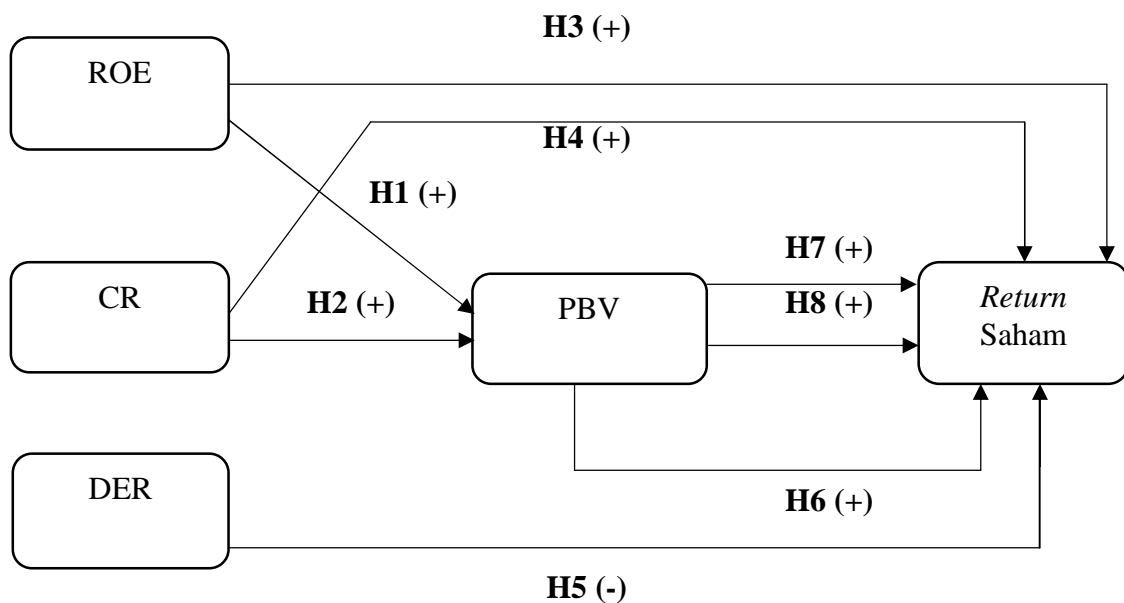 H3 (+)
ROE
H4 (+)
H1 (+)
H7 (+)
CR
H2 (+)
PBV
H8 (+)
Return
Saham
DER
H6 (+)
H5 (-)